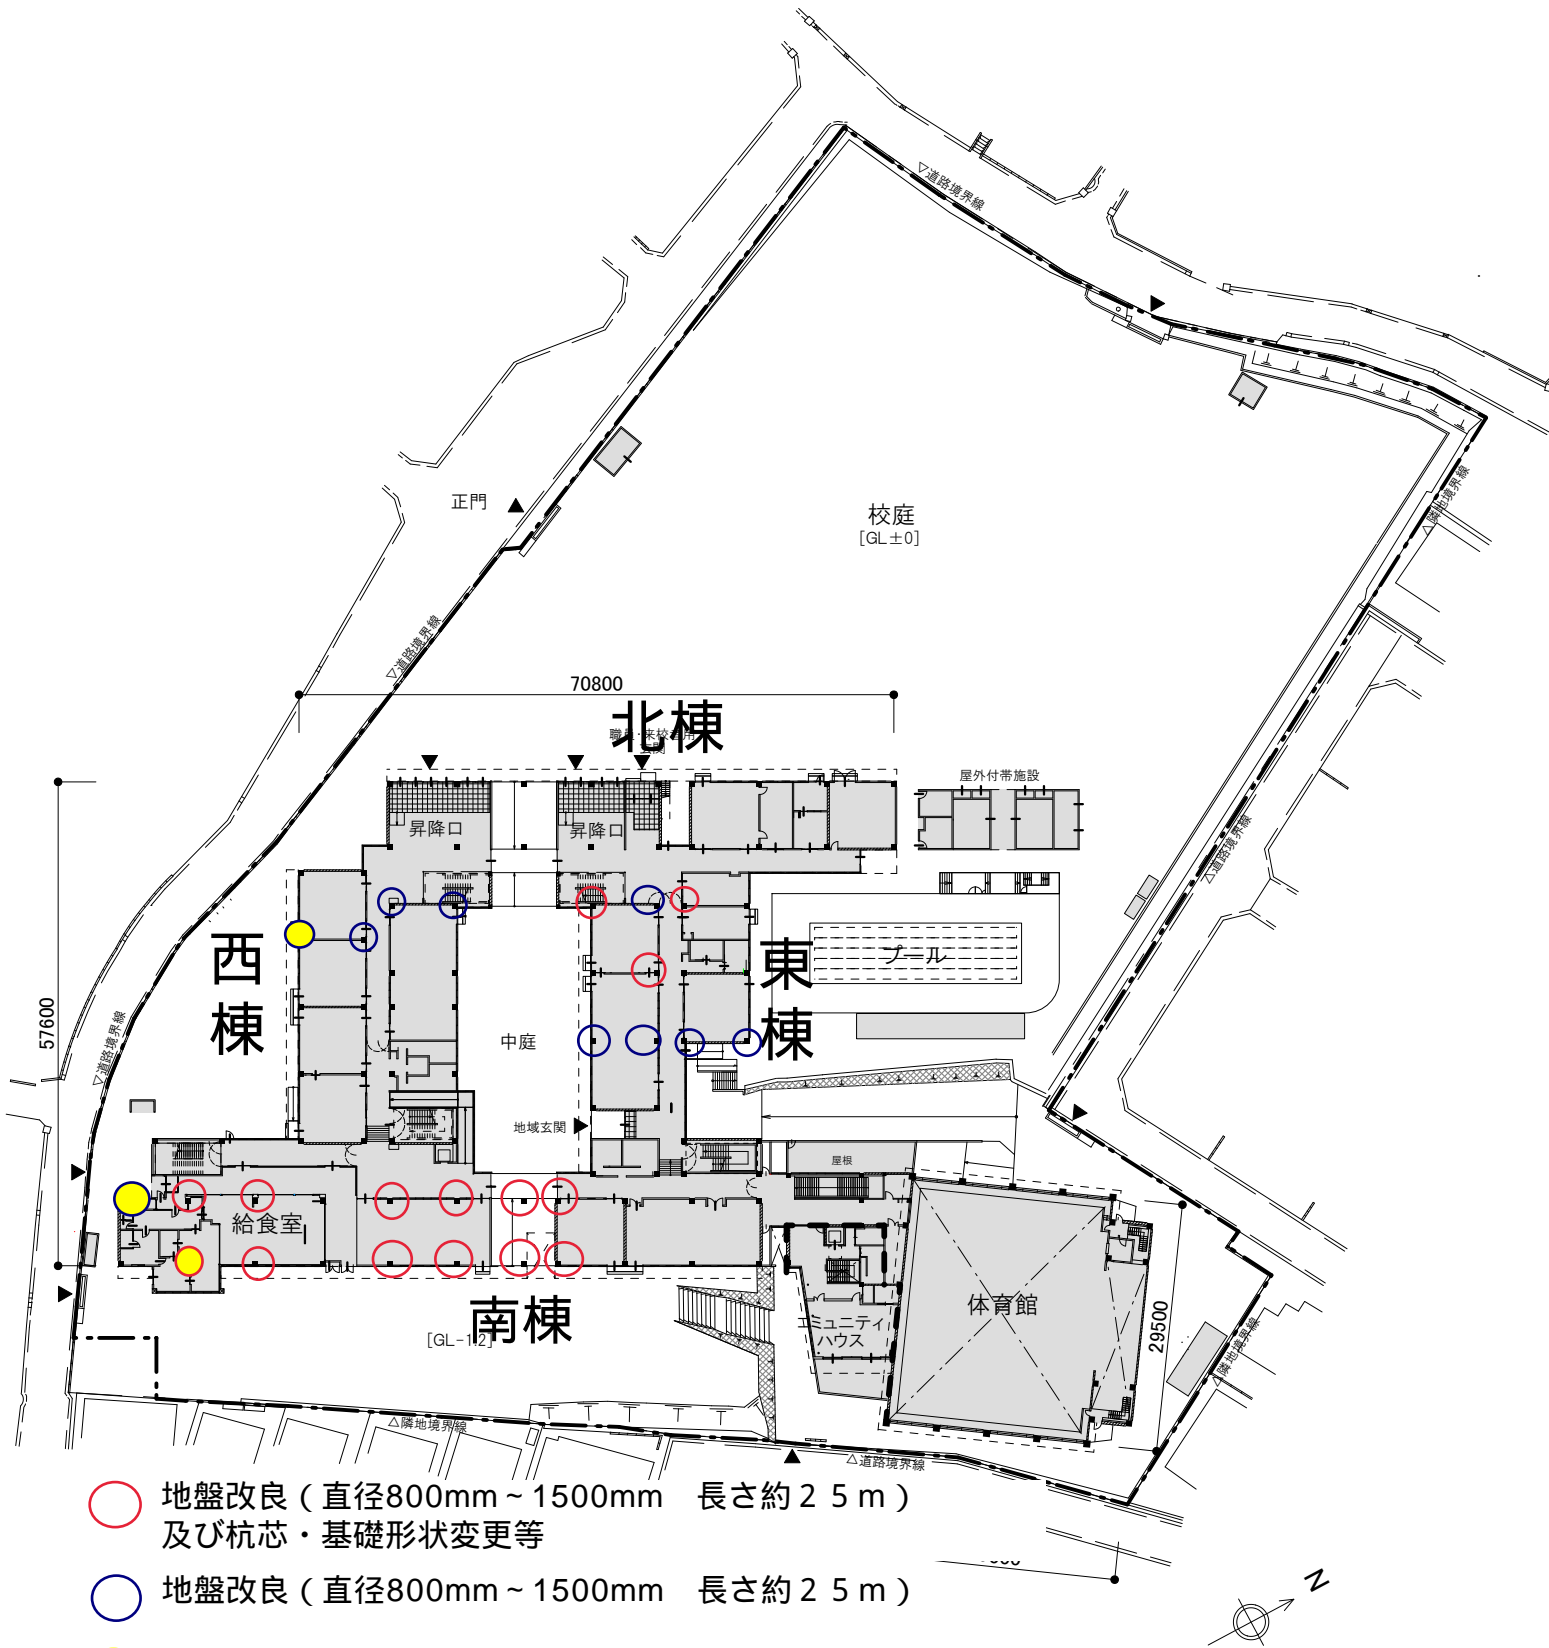 ▽道路境界線
正門
校庭
[GL±0]
▽隣地境界線
▽道路境界線
70800
北棟
玄関
屋外付帯施設
昇降口
昇降口
▽道路境界線
西棟
東棟
プール
57600
中庭
▽道路境界線
地域玄関
屋根
給食室
体育館
南棟
[GL-1.2]
コミュニティ
ハウス
29500
△隣地境界線
△隣地境界線
△道路境界線
地盤改良（直径800mm~1500mm　長さ約２５ｍ）
及び杭芯・基礎形状変更等
地盤改良（直径800mm~1500mm　長さ約２５ｍ）
N